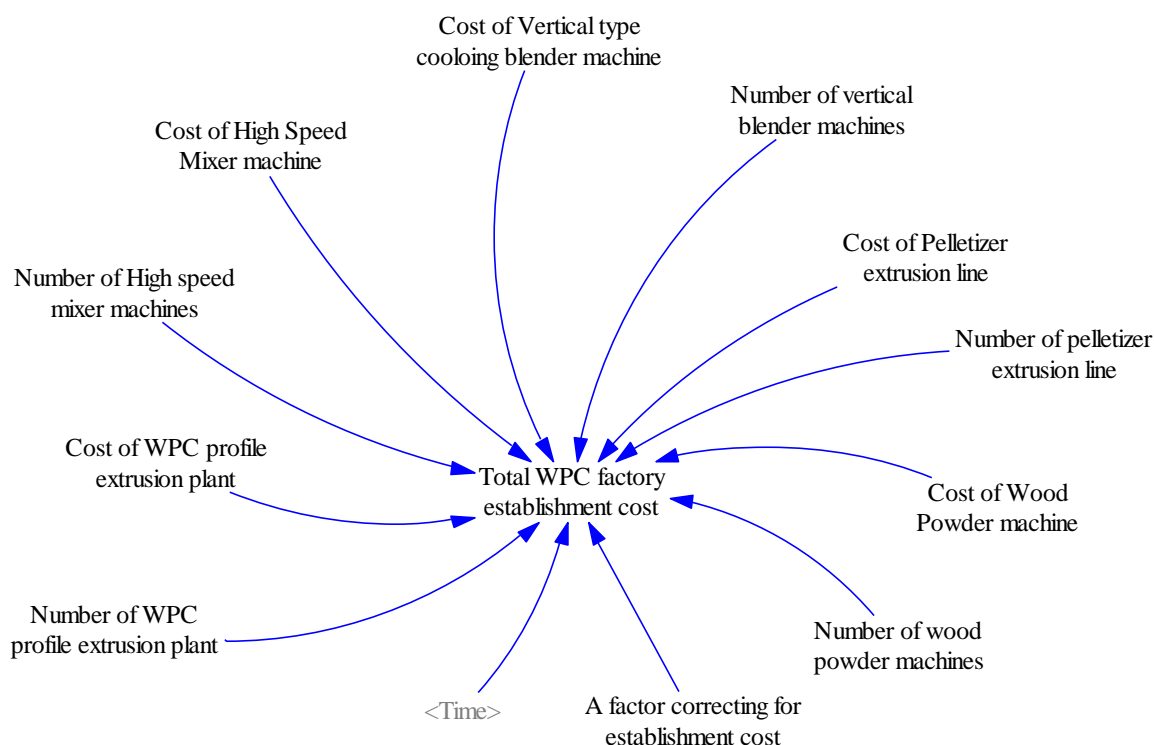 Cost of Vertical type
cooloing blender machine
Number of vertical
blender machines
Cost of High Speed
Mixer machine
Cost of Pelletizer
extrusion line
Number of High speed
mixer machines
Number of pelletizer
extrusion line
Cost of WPC profile
extrusion plant
Total WPC factory
establishment cost
Cost of Wood
Powder machine
Number of WPC
profile extrusion plant
Number of wood
powder machines
<Time>
A factor correcting for
establishment cost